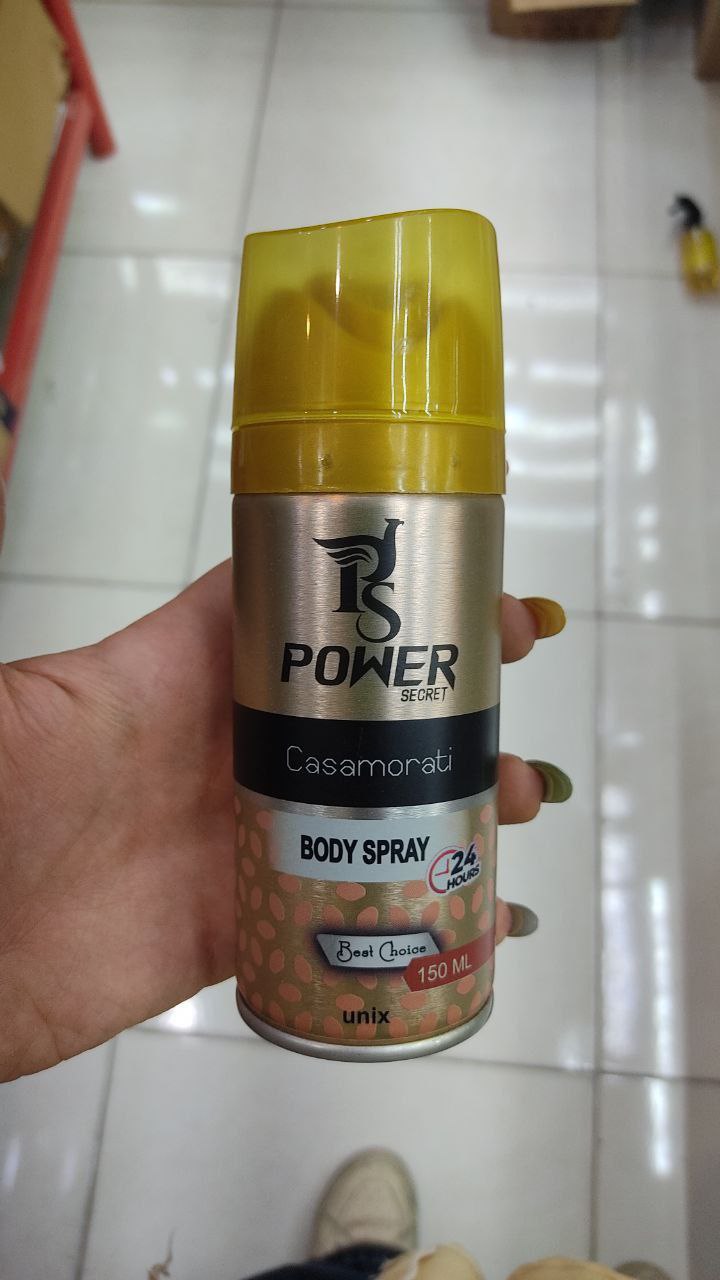 PS
POWER
SECRET
Casamorati
BODY SPRAY
24
HOURS
Best Choice
150 ML
unix